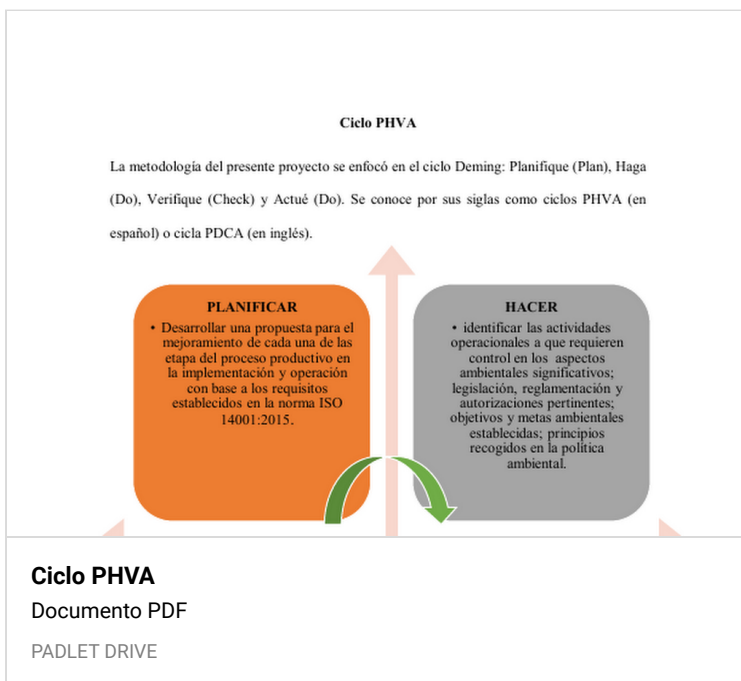 Ciclo PHVA
La metodología del presente proyecto se enfocó en el ciclo Deming: Planifique (Plan), Haga
(Do), Verifique (Check) y Actué (Do). Se conoce por sus siglas como ciclos PHVA (en
español) o cicla PDCA (en inglés).
PLANIFICAR
• Desarrollar una propuesta para el
mejoramiento de cada una de las
etapa del proceso productivo en
la implementación y operación
con base a los requisitos
establecidos en la norma ISO
14001:2015.
HACER
• identificar las actividades
operacionales a que requieren
control en los aspectos
ambientales significativos;
legislación, reglamentación y
autorizaciones pertinentes;
objetivos y metas ambientales
establecidas; principios
recogidos en la política
ambiental.
Ciclo PHVA
Documento PDF
PADLET DRIVE